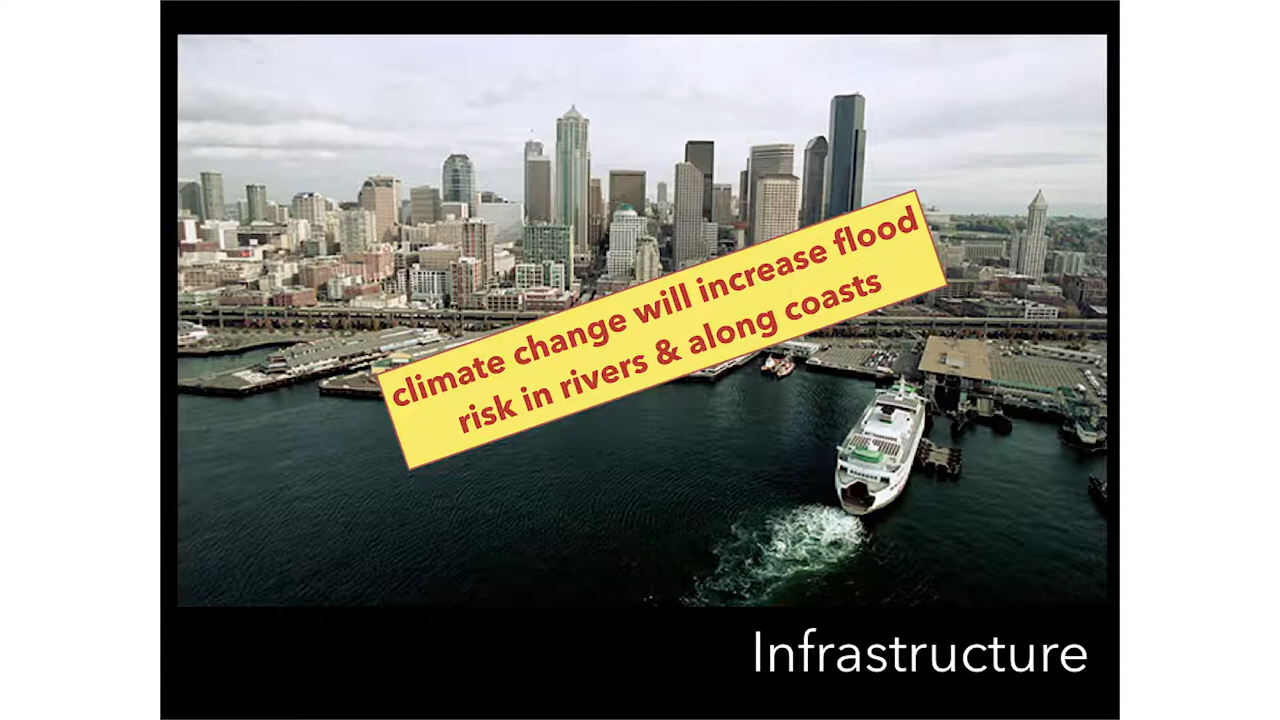 climate change will increase flood
risk in rivers & along coasts
Infrastructure